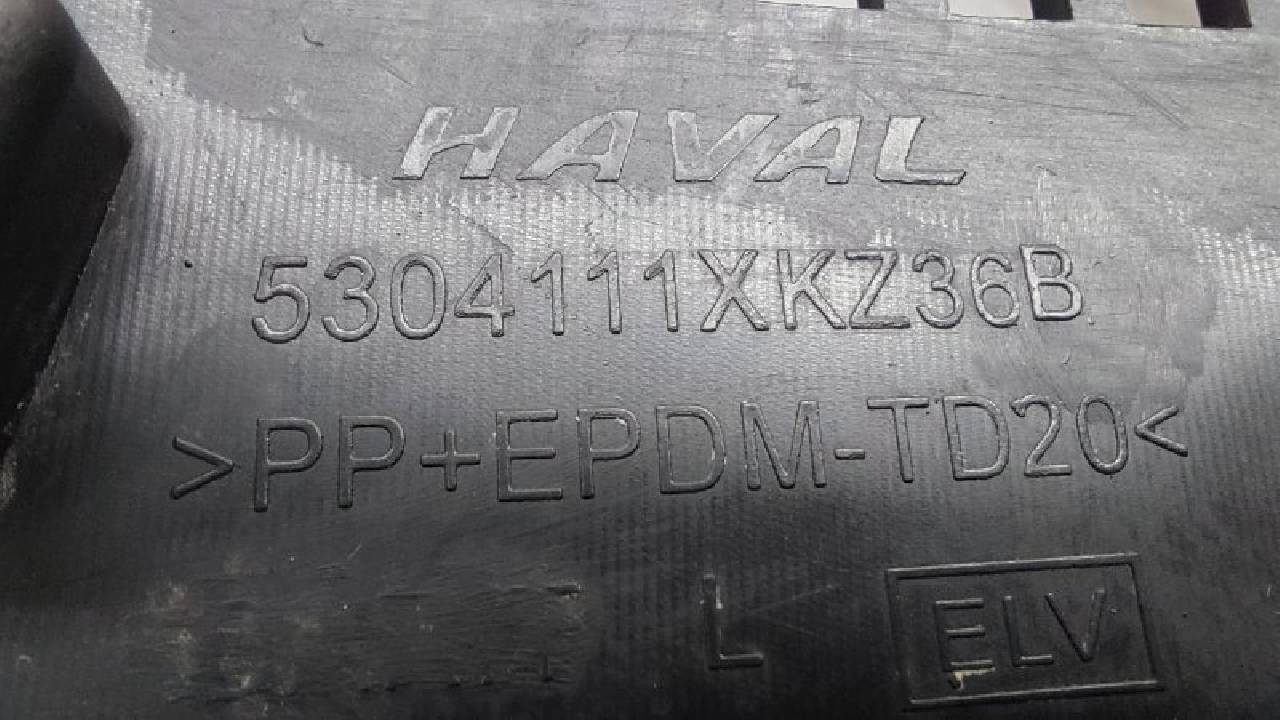 HAVAL
5304111XKZ36B
>PP+EPDM-TD20<
L ELV